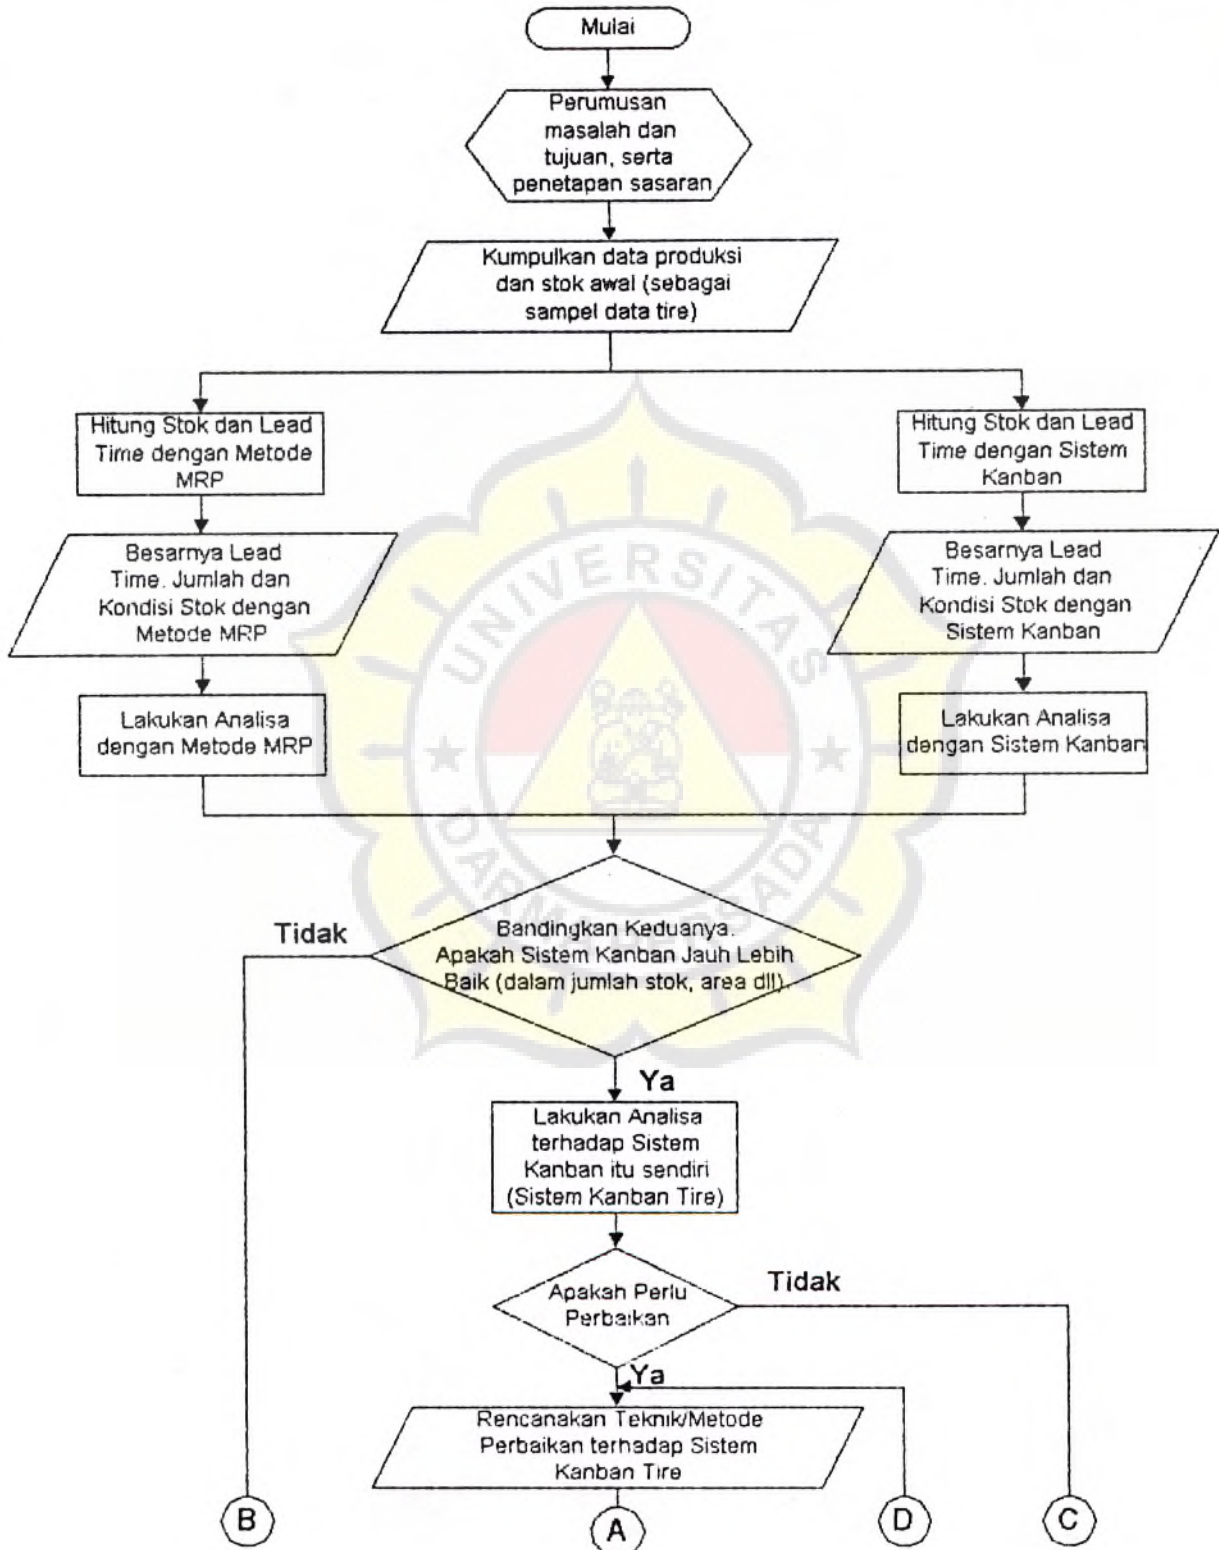 Mulai
Perumusan
masalah dan
tujuan, serta
penetapan sasaran
Kumpulkan data produksi
dan stok awal (sebagai
sampel data tire)
Hitung Stok dan Lead
Time dengan Metode
MRP
Hitung Stok dan Lead
Time dengan Sistem
Kanban
Besarnya Lead
Time. Jumlah dan
Kondisi Stok dengan
Metode MRP
Besarnya Lead
Time. Jumlah dan
Kondisi Stok dengan
Sistem Kanban
Lakukan Analisa
dengan Metode MRP
Lakukan Analisa
dengan Sistem Kanban
UNIVERSITAS
DARMA PERSADA
Bandingkan Keduanya.
Apakah Sistem Kanban Jauh Lebih
Baik (dalam jumlah stok, area dll)
Tidak
Ya
Lakukan Analisa
terhadap Sistem
Kanban itu sendiri
(Sistem Kanban Tire)
Apakah Perlu
Perbaikan
Tidak
Ya
Rencanakan Teknik/Metode
Perbaikan terhadap Sistem
Kanban Tire
B
A
D
C